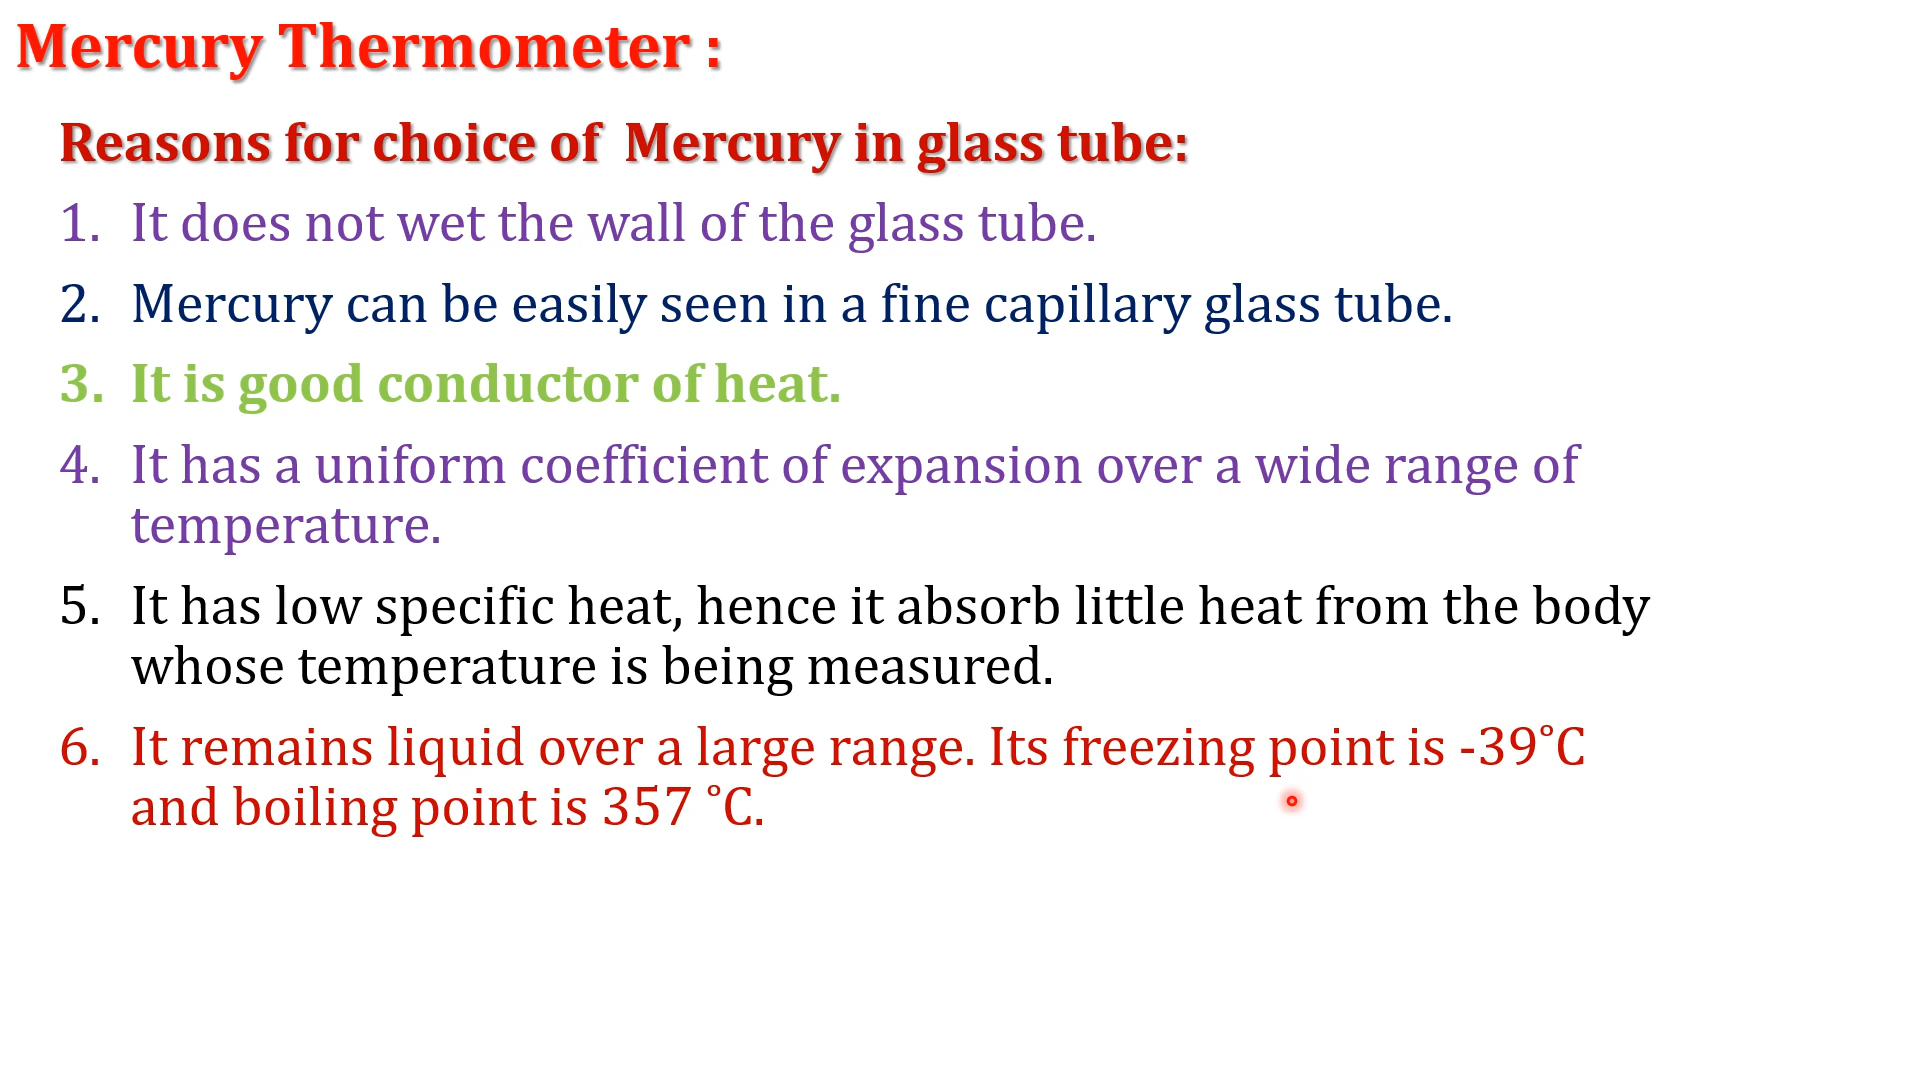 Mercury Thermometer :
Reasons for choice of Mercury in glass tube:
1. It does not wet the wall of the glass tube.
2. Mercury can be easily seen in a fine capillary glass tube.
3. It is good conductor of heat.
4. It has a uniform coefficient of expansion over a wide range of
temperature.
5. It has low specific heat, hence it absorb little heat from the body
whose temperature is being measured.
6. It remains liquid over a large range. Its freezing point is -39˚C
and boiling point is 357 ˚C.